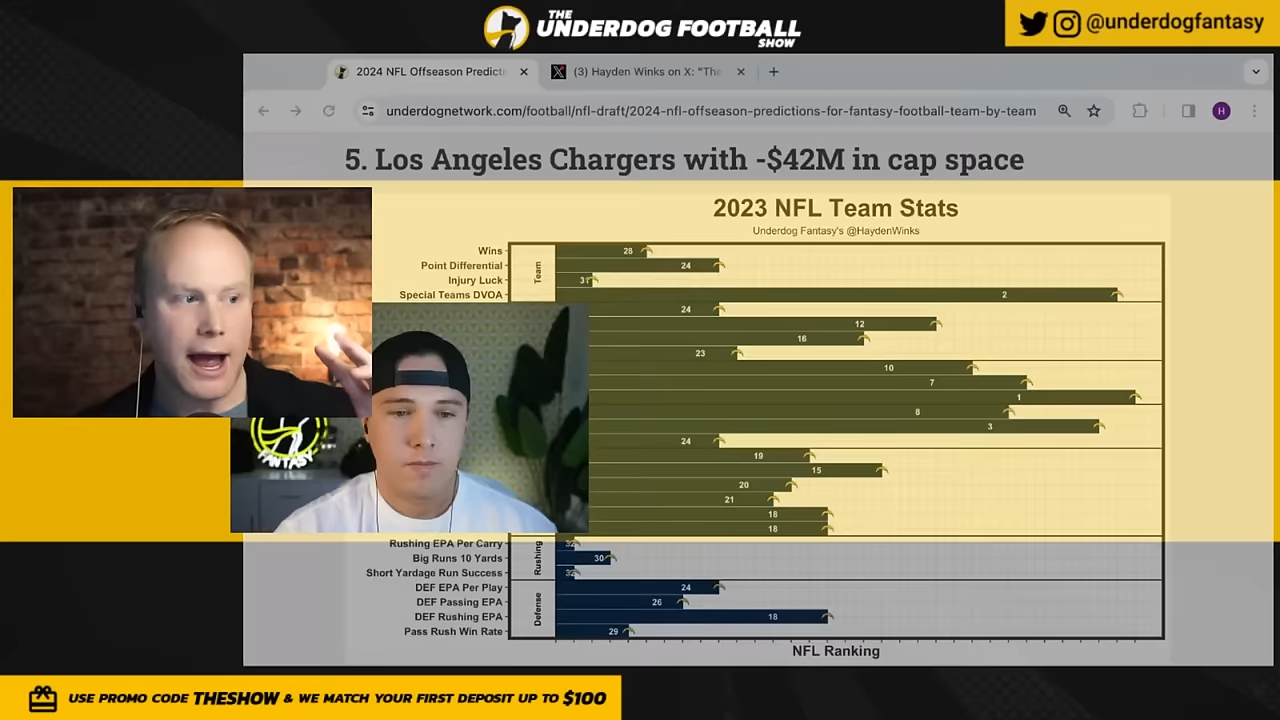 THE
UNDERDOG FOOTBALL
SHOW
@underdogfantasy
2024 NFL Offseason Predicti
(3) Hayden Winks on X: "The
underdognetwork.com/football/nfl-draft/2024-nfl-offseason-predictions-for-fantasy-football-team-by-team
H
5. Los Angeles Chargers with -$42M in cap space
2023 NFL Team Stats
Underdog Fantasy's @HaydenWinks
Wins 26
Point Differential 24
Injury Luck 31
Special Teams DVOA 2
Team
24
12
16
23
10
7
1
8
3
24
19
15
20
21
18
18
FANTASY
Rushing EPA Per Carry 32
Big Runs 10 Yards 30
Short Yardage Run Success 32
Rushing
DEF EPA Per Play 24
DEF Passing EPA 26
DEF Rushing EPA 18
Pass Rush Win Rate 29
Defense
NFL Ranking
USE PROMO CODE THESHOW & WE MATCH YOUR FIRST DEPOSIT UP TO $100